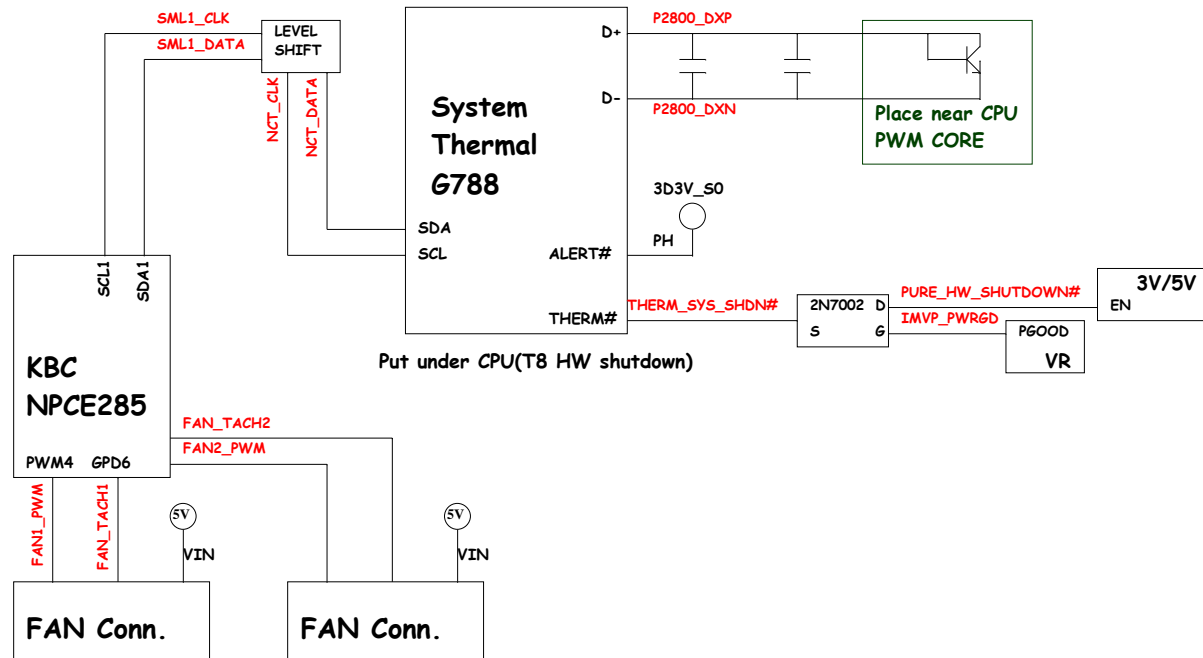 SML1_CLK
SML1_DATA
LEVEL
SHIFT
NCT_CLK
NCT_DATA
System
Thermal
G788
D+
D-
SDA
SCL
ALERT#
THERM#
P2800_DXP
P2800_DXN
Place near CPU
PWM CORE
3D3V_S0
PH
THERM_SYS_SHDN#
2N7002
D
S
G
PURE_HW_SHUTDOWN#
IMVP_PWRGD
3V/5V
EN
PGOOD
VR
Put under CPU(T8 HW shutdown)
SCL1
SDA1
KBC
NPCE285
PWM4
GPD6
FAN_TACH2
FAN2_PWM
FAN1_PWM
FAN_TACH1
5V
VIN
5V
VIN
FAN Conn.
FAN Conn.